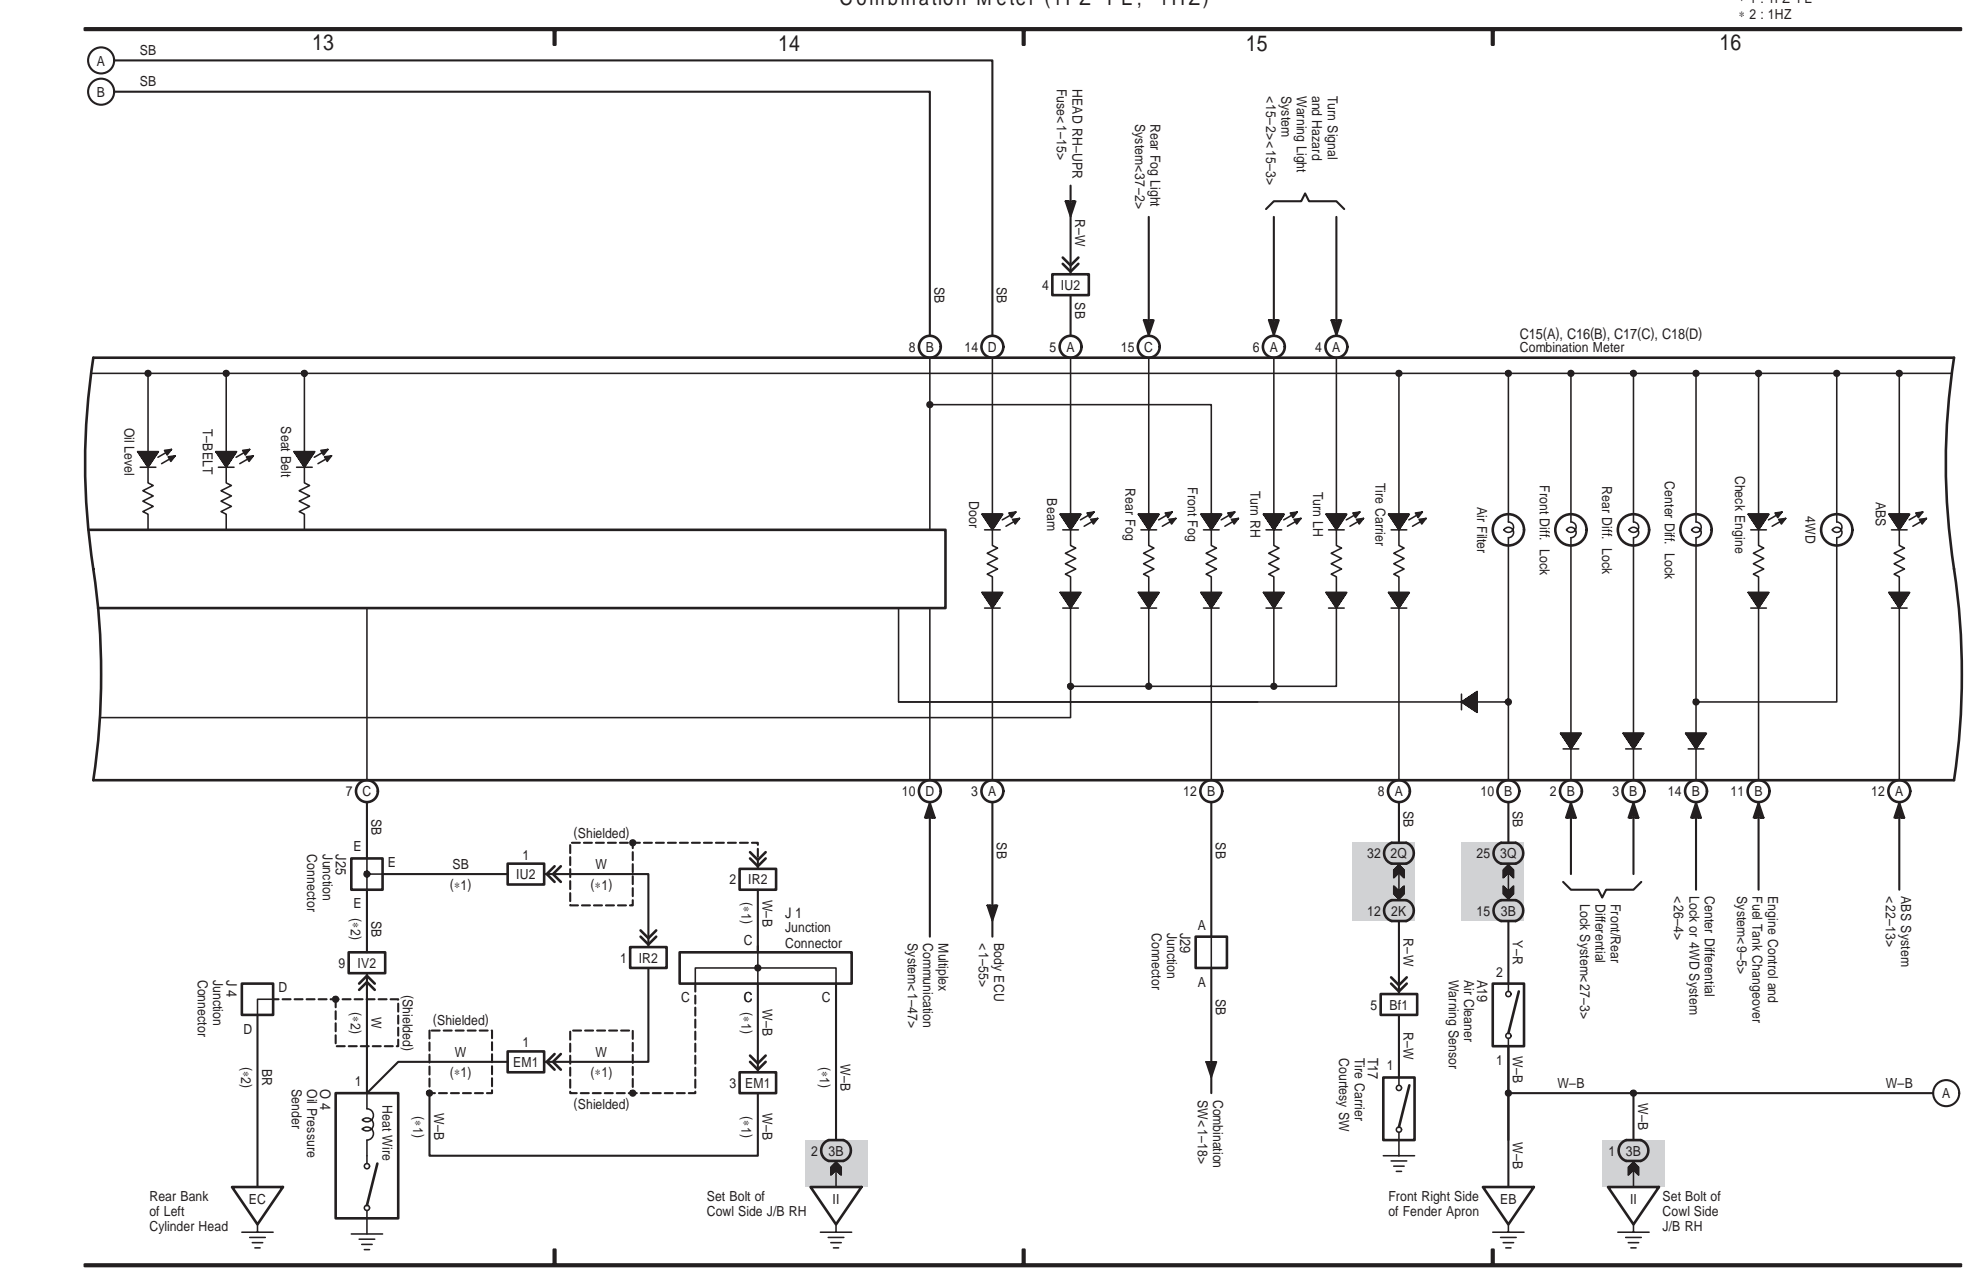 Combination Meter (1FZ–FE, 1HZ)
∗ 1 : 1FZ–FE
∗ 2 : 1HZ
13
14
15
16
A
SB
B
SB
HEAD RH–UPR
Fuse<1–15>
R–W
4
IU2
SB
Rear Fog Light
System<37–2>
Turn Signal
and Hazard
Warning Light
System
<15–2><15–3>
SB
SB
C15(A), C16(B), C17(C), C18(D)
Combination Meter
8 B
14 D
5 A
15 C
6 A
4 A
Oil Level
T–BELT
Seat Belt
Door
Beam
Rear Fog
Front Fog
Turn RH
Turn LH
Tire Carrier
Air Filter
Front Diff. Lock
Rear Diff. Lock
Center Diff. Lock
Check Engine
4WD
ABS
7 C
10 D
3 A
12 B
8 A
10 B
2 B
3 B
14 B
11 B
12 A
SB
E
E
E
J25
Junction
Connector
SB
(∗1)
1
IU2
(Shielded)
W
(∗1)
2 IR2
W–B
(∗1)
J 1
Junction
Connector
C
C
C
C
1 IR2
SB
(∗2)
9 IV2
J 4
Junction
Connector
D
D
(Shielded)
W
(∗2)
(Shielded)
W
(∗1)
1
EM1
W
(∗1)
(Shielded)
W–B
(∗1)
3 EM1
W–B
(∗1)
W–B
(∗1)
W–B
(∗1)
BR
(∗2)
1
O 4
Oil Pressure
Sender
Heat Wire
Rear Bank
of Left
Cylinder Head
EC
Set Bolt of
Cowl Side J/B RH
2 3B
II
Multiplex
Communication
System<1–47>
SB
Body ECU
<1–55>
SB
A
J29
Junction
Connector
A
SB
Combination
SW<1–18>
SB
32 2Q
12 2K
R–W
5 Bf1
R–W
1
T17
Tire Carrier
Courtesy SW
SB
25 3Q
15 3B
Y–R
2
A19
Air Cleaner
Warning Sensor
1
W–B
W–B
W–B
A
W–B
Front Right Side
of Fender Apron
EB
W–B
1 3B
II
Set Bolt of
Cowl Side
J/B RH
Front/Rear
Differential
Lock System<27–3>
Center Differential
Lock or 4WD System
<26–4>
Engine Control and
Fuel Tank Changeover
System<9–5>
ABS System
<22–13>